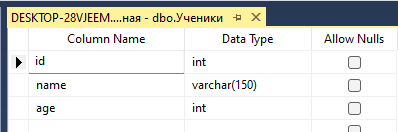 DESKTOP-28VJEEM....ная - dbo.Ученики
Column Name Data Type Allow Nulls
id int
name varchar(150)
age int